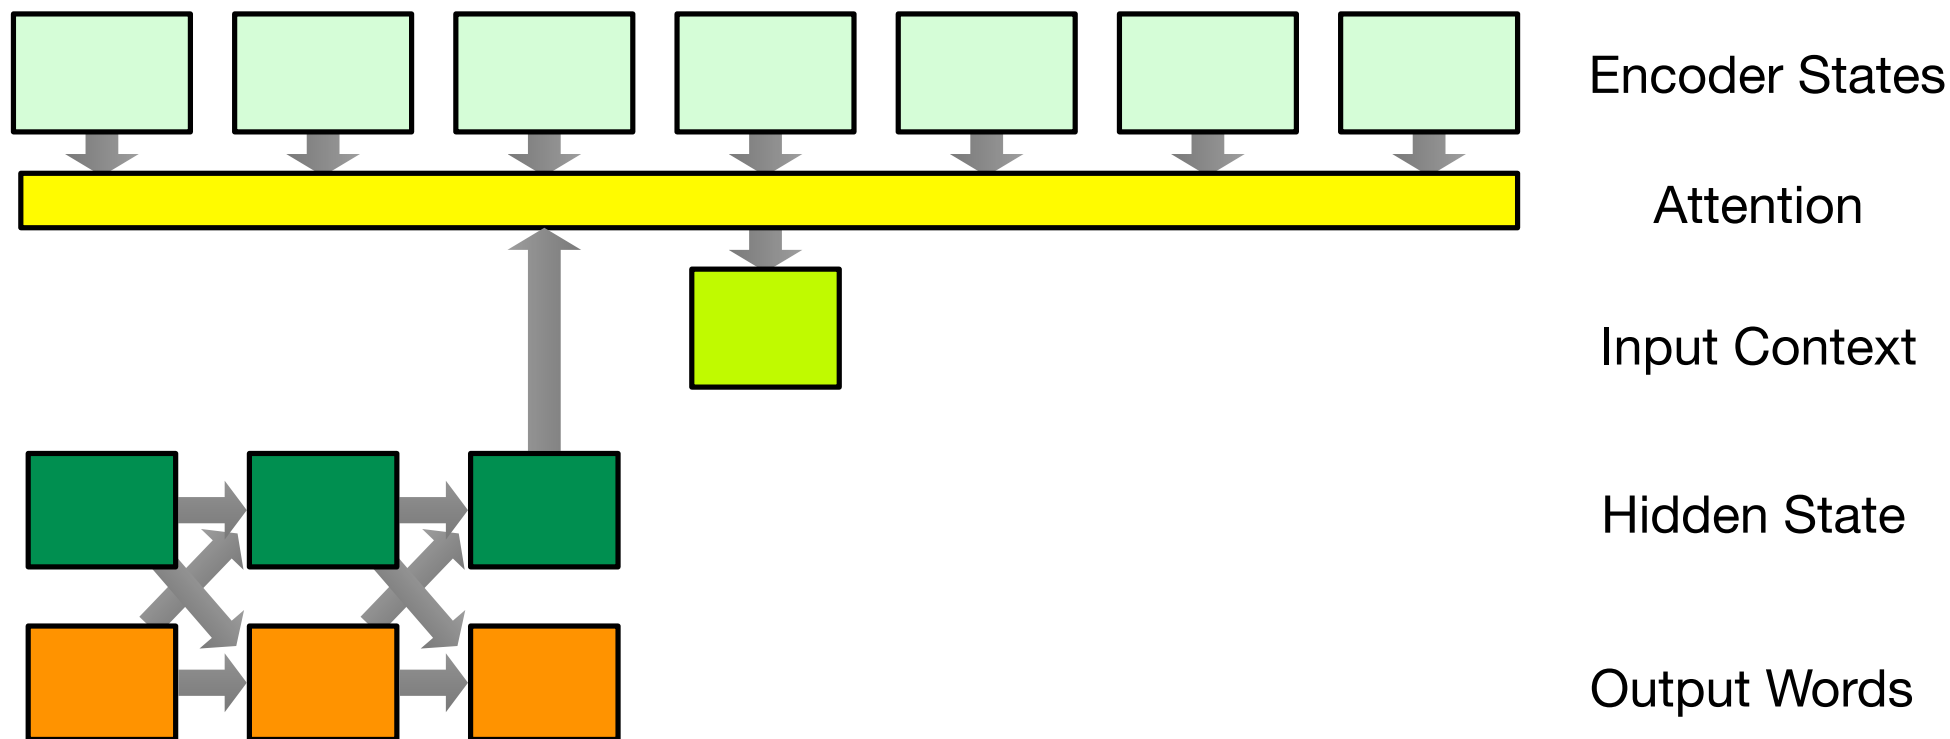 Encoder States
Attention
Input Context
Hidden State
Output Words